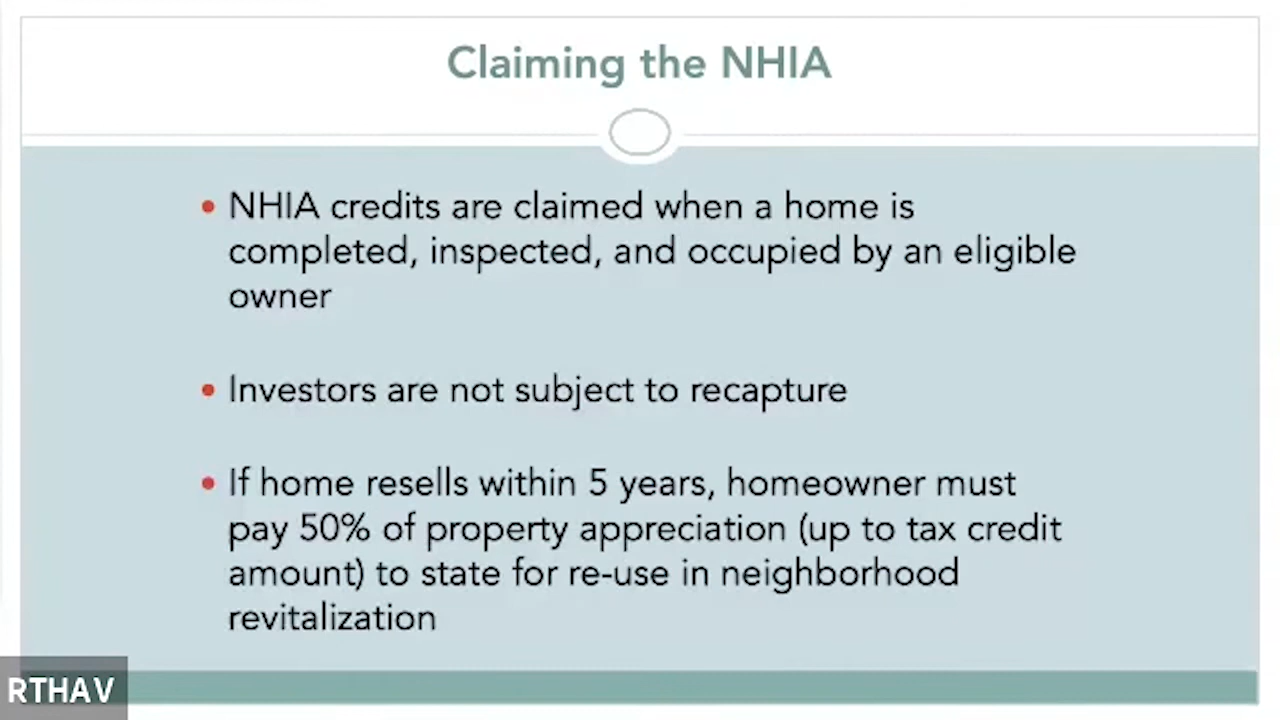 Claiming the NHIA
• NHIA credits are claimed when a home is
completed, inspected, and occupied by an eligible
owner
• Investors are not subject to recapture
• If home resells within 5 years, homeowner must
pay 50% of property appreciation (up to tax credit
amount) to state for re-use in neighborhood
revitalization
RTHAV